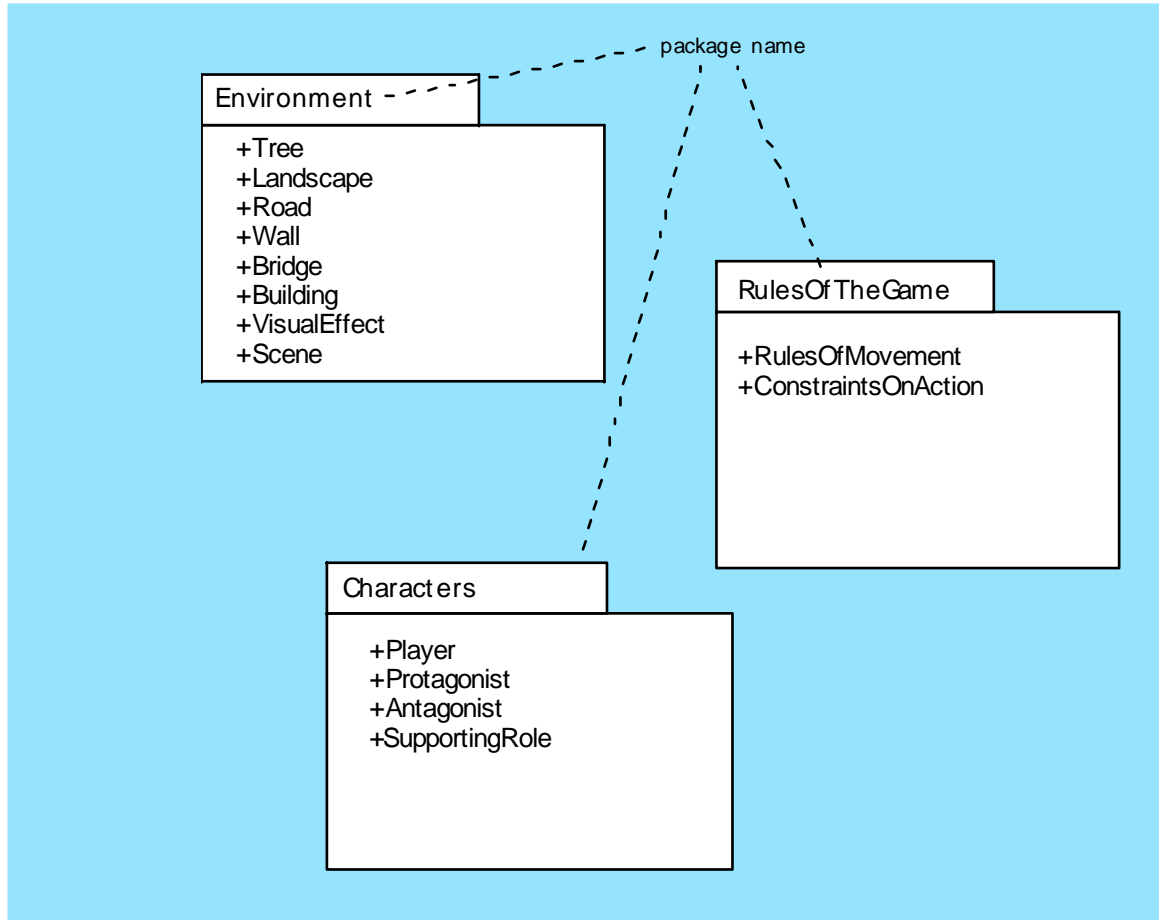 package name
Environment
+Tree
+Landscape
+Road
+Wall
+Bridge
+Building
+VisualEffect
+Scene
RulesOfTheGame
+RulesOfMovement
+ConstraintsOnAction
Characters
+Player
+Protagonist
+Antagonist
+SupportingRole